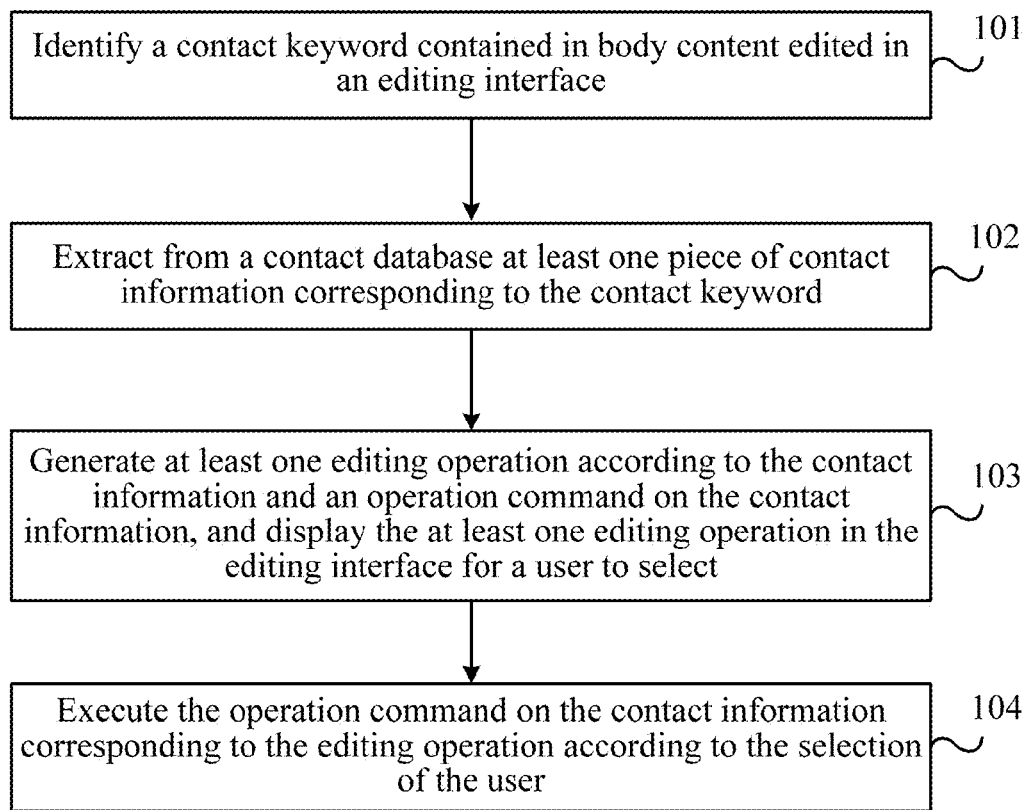 Identify a contact keyword contained in body content edited in
an editing interface
101
Extract from a contact database at least one piece of contact
information corresponding to the contact keyword
102
Generate at least one editing operation according to the contact
information and an operation command on the contact
information, and display the at least one editing operation in the
editing interface for a user to select
103
Execute the operation command on the contact information
corresponding to the editing operation according to the selection
of the user
104